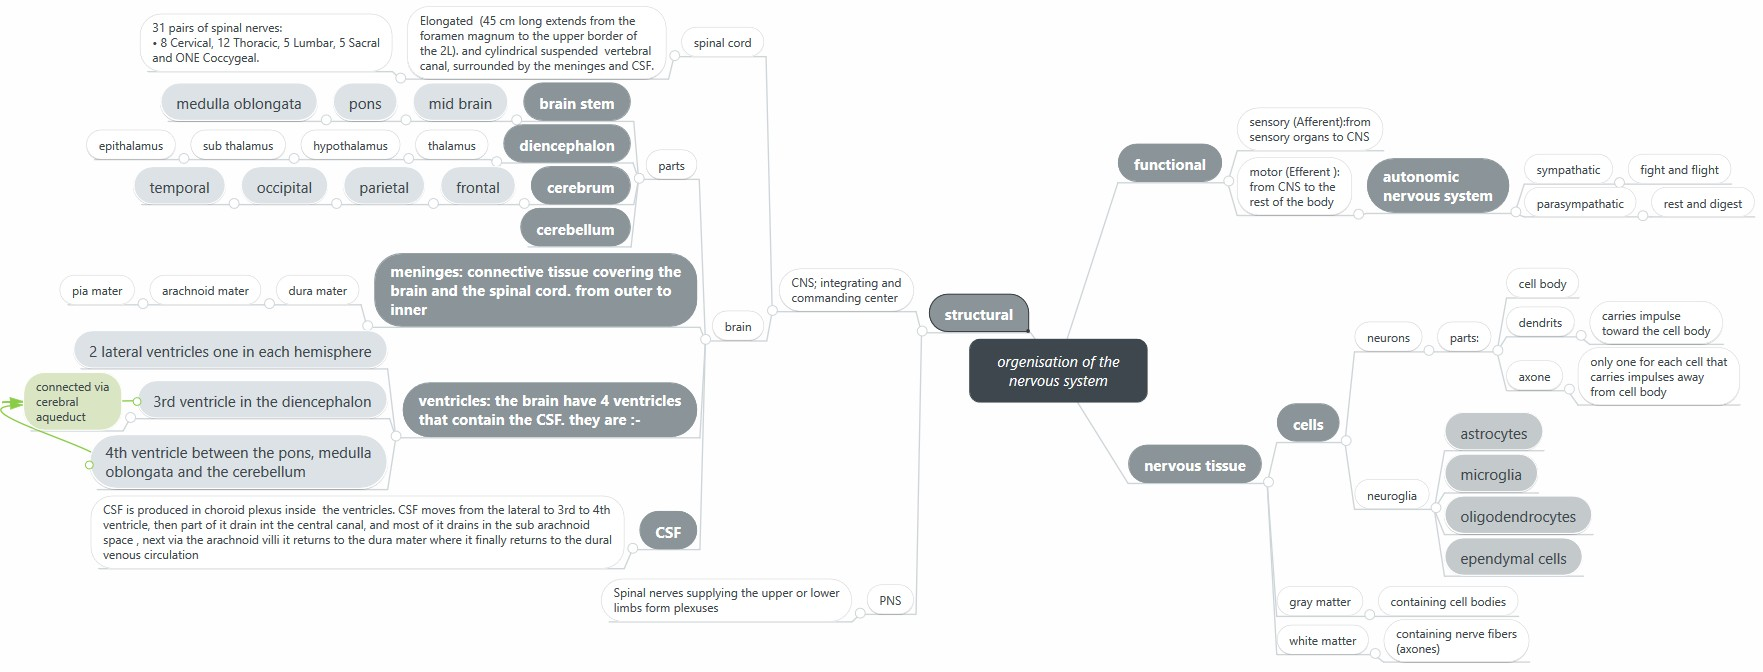 orgenisation of the
nervous system
structural
CNS; integrating and
commanding center
spinal cord
Elongated  (45 cm long extends from the
foramen magnum to the upper border of
the 2L). and cylindrical suspended  vertebral
canal, surrounded by the meninges and CSF.
31 pairs of spinal nerves:
• 8 Cervical, 12 Thoracic, 5 Lumbar, 5 Sacral
and ONE Coccygeal.
brain
parts
brain stem
mid brain
pons
medulla oblongata
diencephalon
thalamus
hypothalamus
sub thalamus
epithalamus
cerebrum
frontal
parietal
occipital
temporal
cerebellum
meninges: connective tissue covering the
brain and the spinal cord. from outer to
inner
dura mater
arachnoid mater
pia mater
ventricles: the brain have 4 ventricles
that contain the CSF. they are :-
2 lateral ventricles one in each hemisphere
3rd ventricle in the diencephalon
connected via
cerebral
aqueduct
4th ventricle between the pons, medulla
oblongata and the cerebellum
CSF
CSF is produced in choroid plexus inside  the ventricles. CSF moves from the lateral to 3rd to 4th
ventricle, then part of it drain int the central canal, and most of it drains in the sub arachnoid
space , next via the arachnoid villi it returns to the dura mater where it finally returns to the dural
venous circulation
PNS
Spinal nerves supplying the upper or lower
limbs form plexuses
functional
sensory (Afferent):from
sensory organs to CNS
motor (Efferent ):
from CNS to the
rest of the body
autonomic
nervous system
sympathatic
fight and flight
parasympathatic
rest and digest
nervous tissue
cells
neurons
parts:
cell body
dendrits
carries impulse
toward the cell body
axone
only one for each cell that
carries impulses away
from cell body
neuroglia
astrocytes
microglia
oligodendrocytes
ependymal cells
gray matter
containing cell bodies
white matter
containing nerve fibers
(axones)